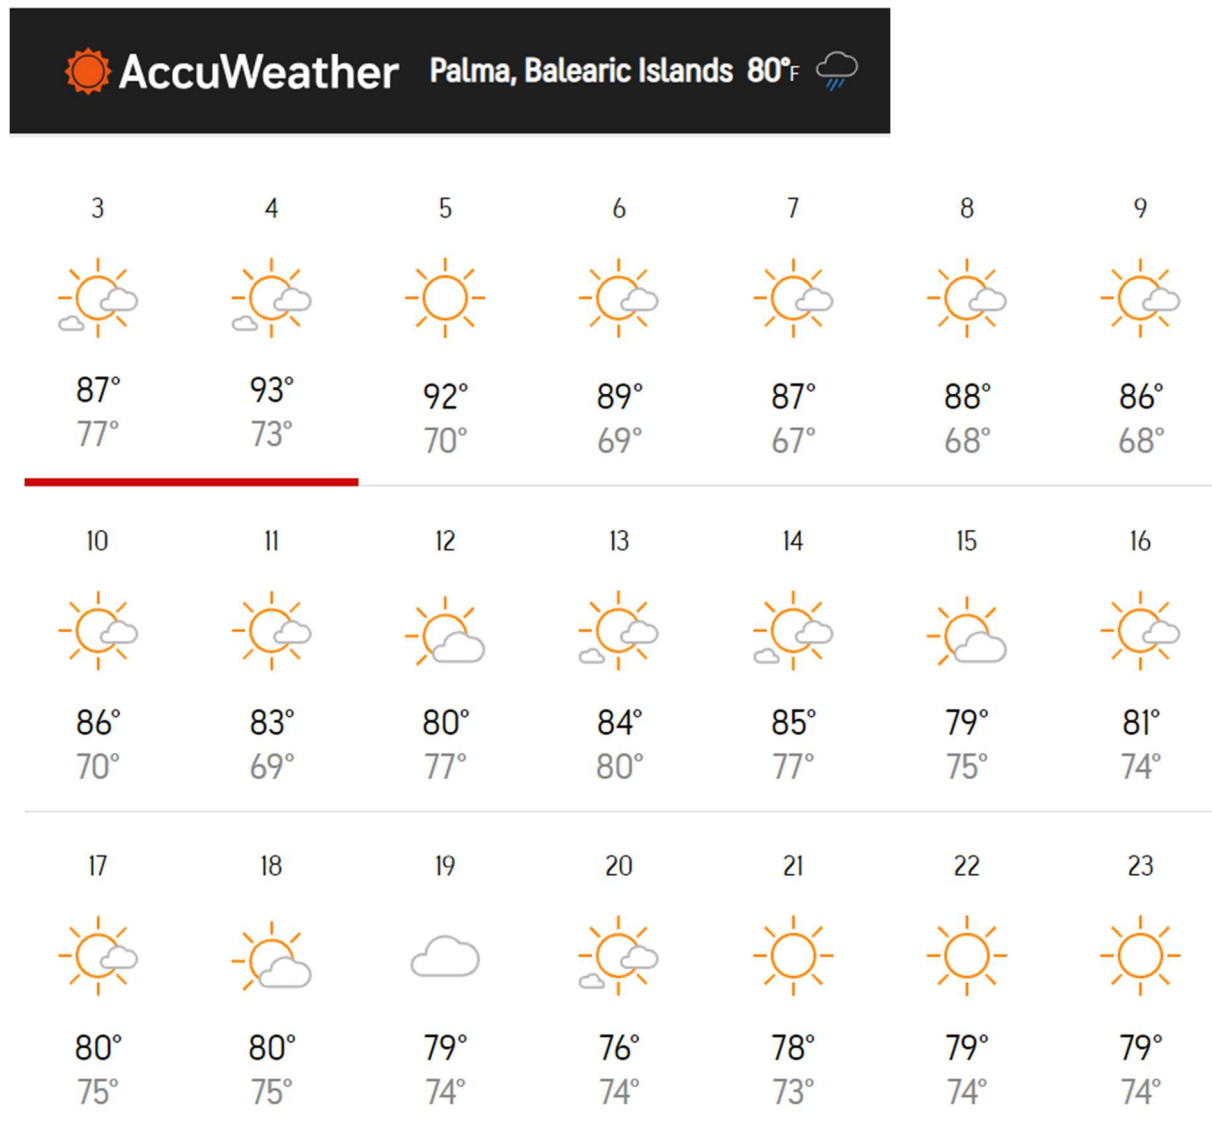 AccuWeather Palma, Balearic Islands 80°F
3 4 5 6 7 8 9
87° 93° 92° 89° 87° 88° 86°
77° 73° 70° 69° 67° 68° 68°
10 11 12 13 14 15 16
86° 83° 80° 84° 85° 79° 81°
70° 69° 77° 80° 77° 75° 74°
17 18 19 20 21 22 23
80° 80° 79° 76° 78° 79° 79°
75° 75° 74° 74° 73° 74° 74°